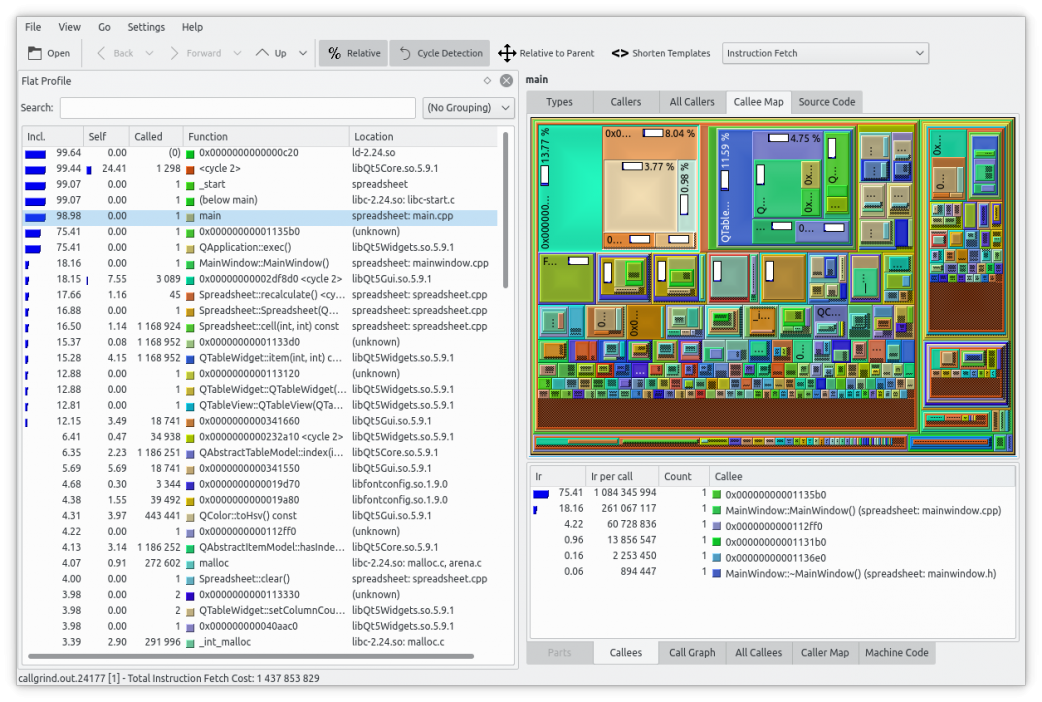 File View Go Settings Help
Open Back Forward Up Relative Cycle Detection Relative to Parent Shorten Templates Instruction Fetch
Flat Profile
Search: (No Grouping)
Incl. Self Called Function Location
99.64 0.00 (0) 0x0000000000000c20 ld-2.24.so
99.44 24.41 1 298 <cycle 2> libQt5Core.so.5.9.1
99.07 0.00 1 _start spreadsheet
99.07 0.00 1 (below main) libc-2.24.so: libc-start.c
98.98 0.00 1 main spreadsheet: main.cpp
75.41 0.00 1 0x00000000001135b0 (unknown)
75.41 0.00 1 QApplication::exec() libQt5Widgets.so.5.9.1
18.16 0.00 1 MainWindow::MainWindow() spreadsheet: mainwindow.cpp
18.15 7.55 3 089 0x00000000002df8d0 <cycle 2> libQt5Gui.so.5.9.1
17.66 1.16 45 Spreadsheet::recalculate() <cy... spreadsheet: spreadsheet.cpp
16.88 0.00 1 Spreadsheet::Spreadsheet(Q... spreadsheet: spreadsheet.cpp
16.50 1.14 1 168 924 Spreadsheet::cell(int, int) const spreadsheet: spreadsheet.cpp
15.37 0.08 1 168 952 0x00000000001133d0 (unknown)
15.28 4.15 1 168 952 QTableWidget::item(int, int) c... libQt5Widgets.so.5.9.1
12.88 0.00 1 0x0000000000113120 (unknown)
12.88 0.00 1 QTableWidget::QTableWidget(... libQt5Widgets.so.5.9.1
12.81 0.00 1 QTableView::QTableView(QTa... libQt5Widgets.so.5.9.1
12.15 3.49 18 741 0x0000000000341660 libQt5Gui.so.5.9.1
6.41 0.47 34 938 0x0000000000232a10 <cycle 2> libQt5Widgets.so.5.9.1
6.35 2.23 1 186 251 QAbstractTableModel::index(i... libQt5Core.so.5.9.1
5.69 5.69 18 741 0x0000000000341550 libQt5Gui.so.5.9.1
4.68 0.30 3 344 0x0000000000019d70 libfontconfig.so.1.9.0
4.38 1.55 39 492 0x0000000000019a80 libfontconfig.so.1.9.0
4.31 3.97 443 441 QColor::toHsv() const libQt5Gui.so.5.9.1
4.22 0.00 1 0x0000000000112ff0 (unknown)
4.13 3.14 1 186 252 QAbstractItemModel::hasInde... libQt5Core.so.5.9.1
4.07 0.91 272 602 malloc libc-2.24.so: malloc.c, arena.c
4.00 0.00 1 Spreadsheet::clear() spreadsheet: spreadsheet.cpp
3.98 0.00 2 0x0000000000113330 (unknown)
3.98 0.00 2 QTableWidget::setColumnCou... libQt5Widgets.so.5.9.1
3.98 0.00 1 0x000000000040aac0 libQt5Widgets.so.5.9.1
3.39 2.90 291 996 _int_malloc libc-2.24.so: malloc.c
main
Types Callers All Callers Callee Map Source Code
0x000000... 13.77 %
0x0... 8.04 %
3.77 %
0.98 %
0...
QTable... 11.59 %
4.75 %
Q...
0x...
Q...
...
0...
0x...
0...
F...
0...
0x0...
..i...
QC...
0...
Ir Ir per call Count Callee
75.41 1 084 345 994 1 0x00000000001135b0
18.16 261 067 117 1 MainWindow::MainWindow() (spreadsheet: mainwindow.cpp)
4.22 60 728 836 1 0x0000000000112ff0
0.96 13 856 547 1 0x00000000001131b0
0.16 2 253 450 1 0x00000000001136e0
0.06 894 447 1 MainWindow::~MainWindow() (spreadsheet: mainwindow.h)
Parts Callees Call Graph All Callees Caller Map Machine Code
callgrind.out.24177 [1] - Total Instruction Fetch Cost: 1 437 853 829